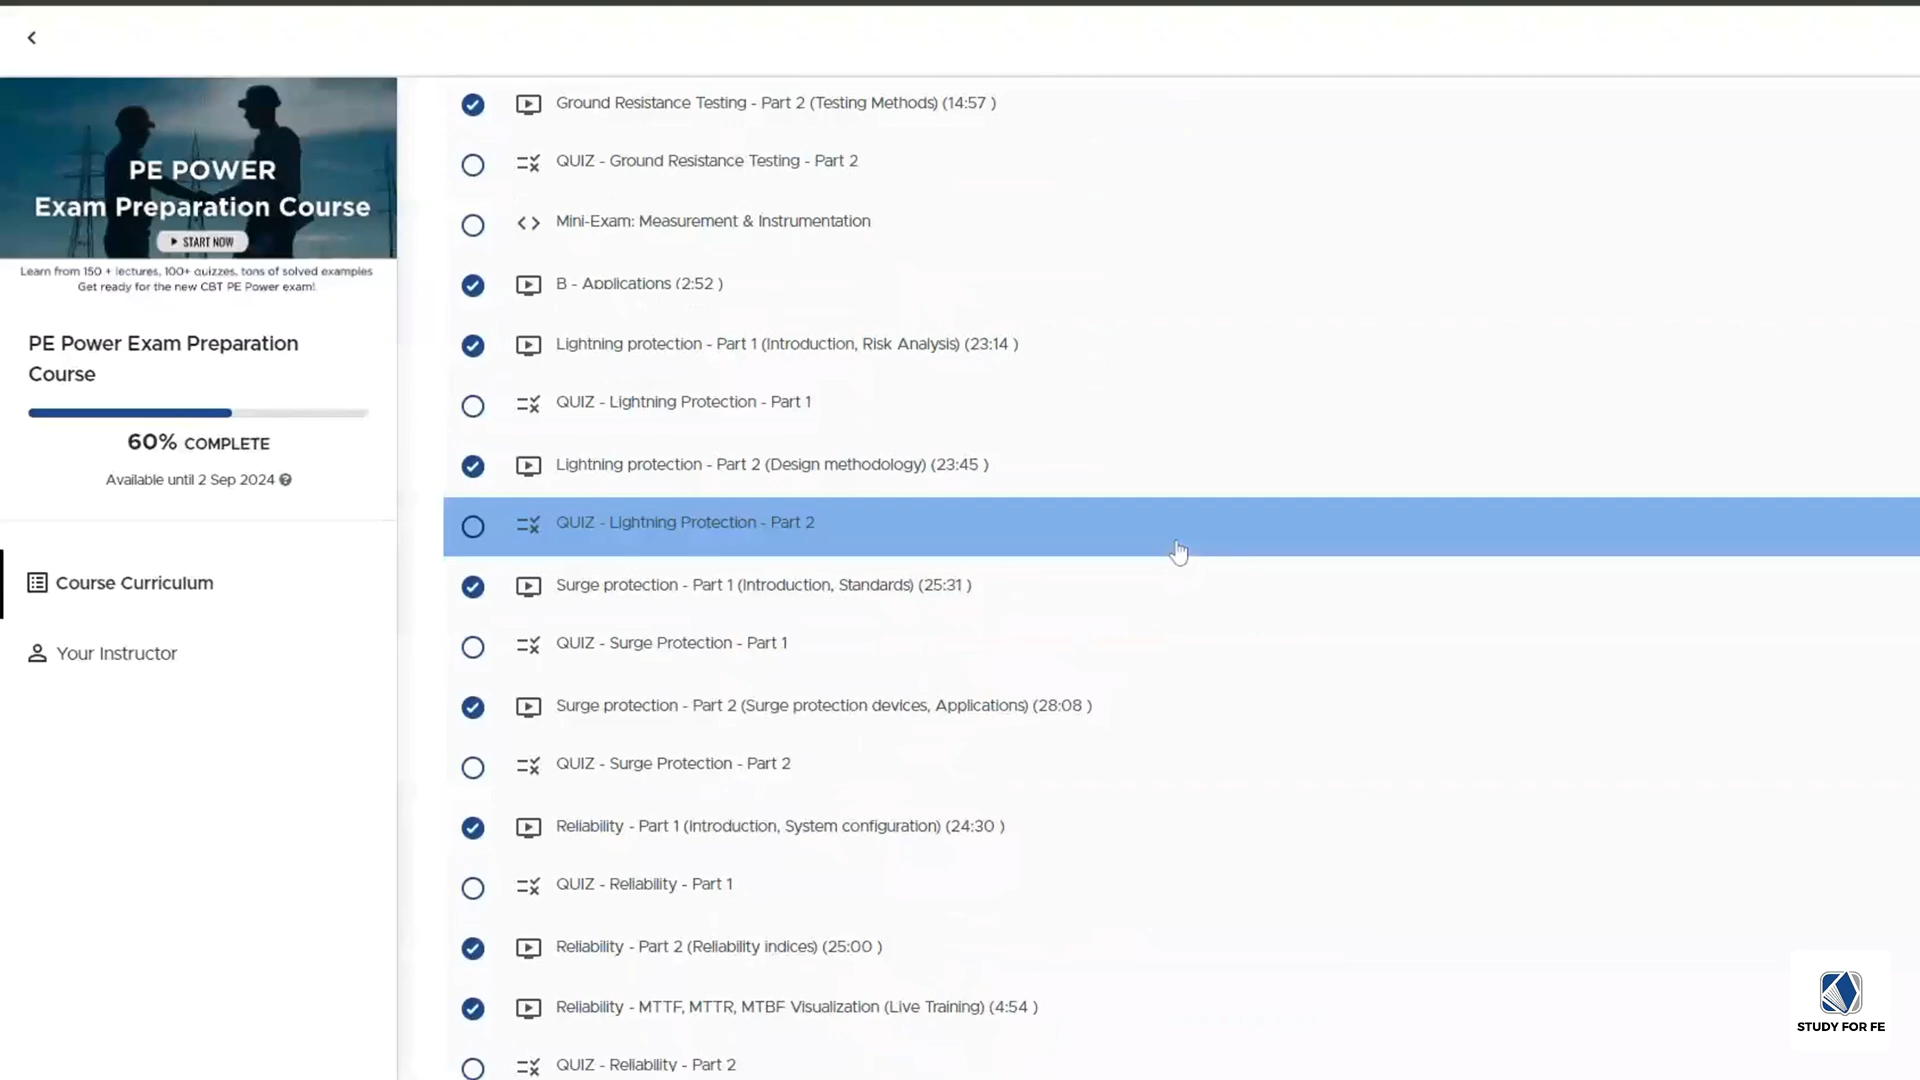 PE POWER
Exam Preparation Course
START NOW
Learn from 150 + lectures, 100+ quizzes, tons of solved examples
Get ready for the new CBT PE Power exam!
PE Power Exam Preparation
Course
60% COMPLETE
Available until 2 Sep 2024
Course Curriculum
Your Instructor
Ground Resistance Testing - Part 2 (Testing Methods) (14:57 )
QUIZ - Ground Resistance Testing - Part 2
Mini-Exam: Measurement & Instrumentation
B - Applications (2:52 )
Lightning protection - Part 1 (Introduction, Risk Analysis) (23:14 )
QUIZ - Lightning Protection - Part 1
Lightning protection - Part 2 (Design methodology) (23:45 )
QUIZ - Lightning Protection - Part 2
Surge protection - Part 1 (Introduction, Standards) (25:31 )
QUIZ - Surge Protection - Part 1
Surge protection - Part 2 (Surge protection devices, Applications) (28:08 )
QUIZ - Surge Protection - Part 2
Reliability - Part 1 (Introduction, System configuration) (24:30 )
QUIZ - Reliability - Part 1
Reliability - Part 2 (Reliability indices) (25:00 )
Reliability - MTTF, MTTR, MTBF Visualization (Live Training) (4:54 )
QUIZ - Reliability - Part 2
STUDY FOR FE